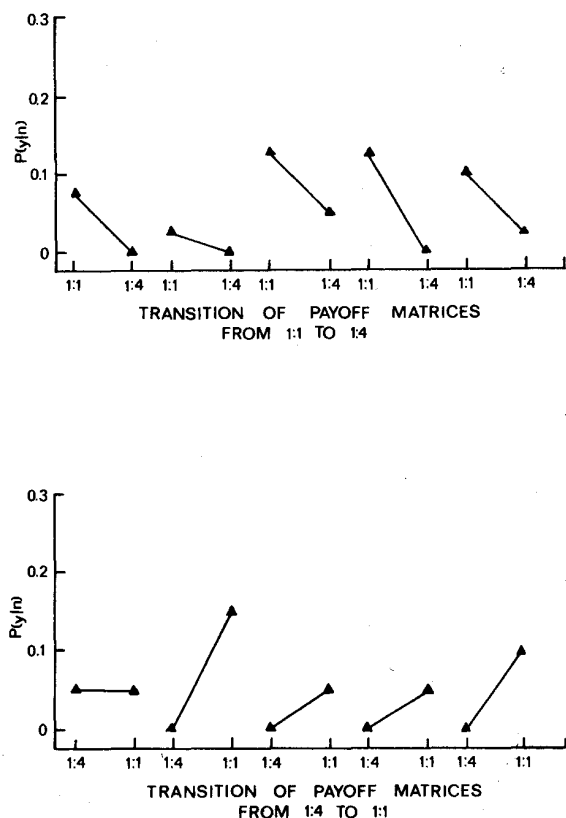 0.3
0.2
P(y|n)
0.1
0
1:1 1:4 1:1 1:4 1:1 1:4 1:1 1:4 1:1 1:4
TRANSITION OF PAYOFF MATRICES
FROM 1:1 TO 1:4
0.3
0.2
P(y|n)
0.1
0
1:4 1:1 1:4 1:1 1:4 1:1 1:4 1:1 1:4 1:1
TRANSITION OF PAYOFF MATRICES
FROM 1:4 TO 1:1